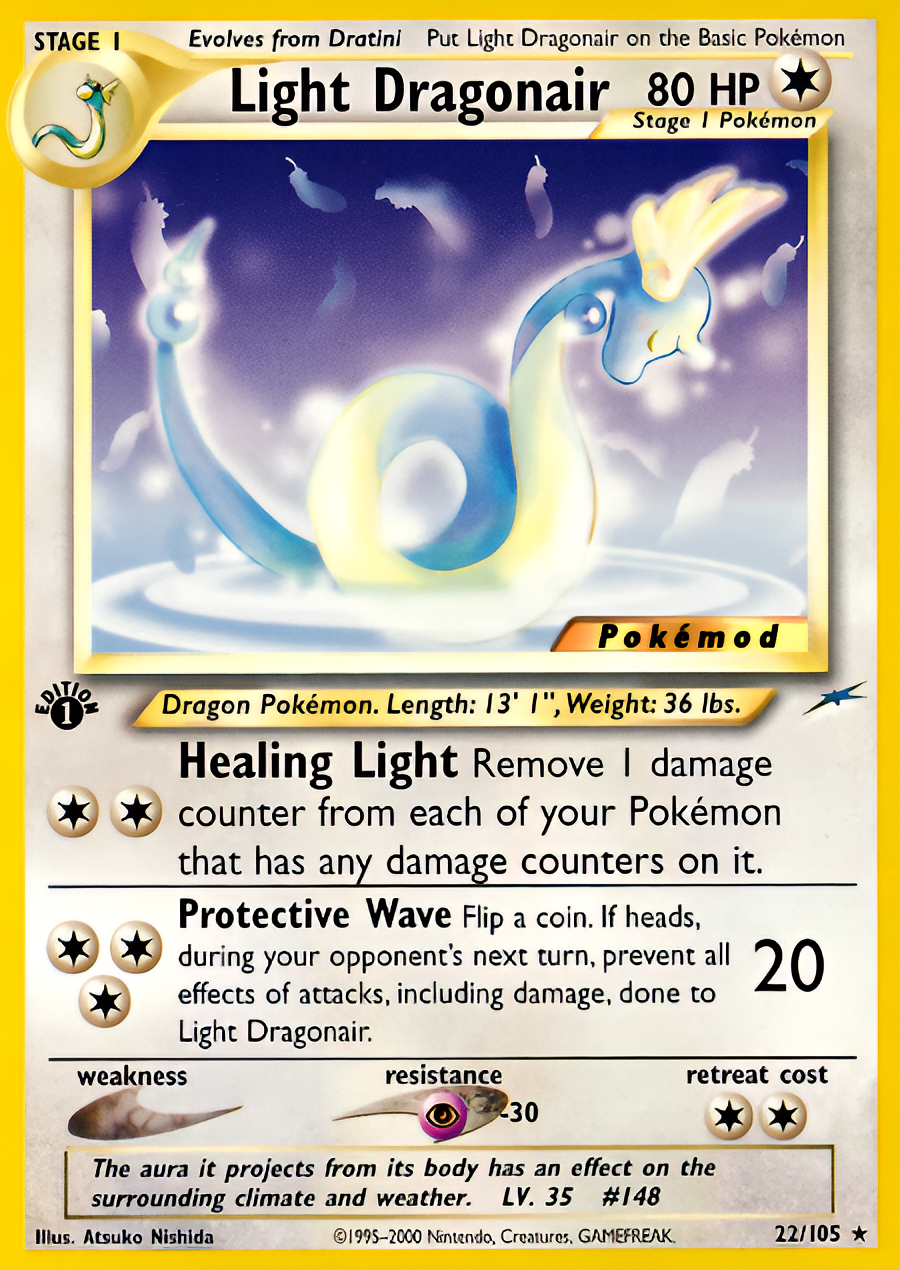 STAGE 1 Evolves from Dratini Put Light Dragonair on the Basic Pokémon
Light Dragonair 80 HP
Stage 1 Pokémon
Pokémod
EDITION
1
Dragon Pokémon. Length: 13' 1", Weight: 36 lbs.
Healing Light Remove 1 damage
counter from each of your Pokémon
that has any damage counters on it.
Protective Wave Flip a coin. If heads,
during your opponent's next turn, prevent all
effects of attacks, including damage, done to
Light Dragonair.
20
weakness resistance retreat cost
-30
The aura it projects from its body has an effect on the
surrounding climate and weather. LV. 35 #148
Illus. Atsuko Nishida ©1995–2000 Nintendo, Creatures, GAMEFREAK. 22/105 ★